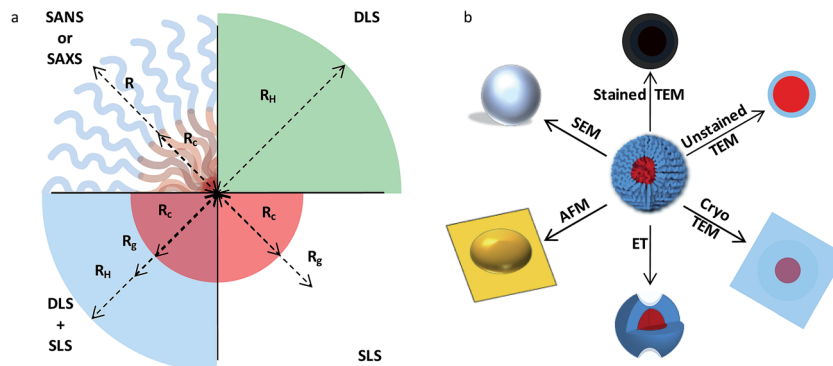 a
SANS
or
SAXS
DLS
R
R_H
R_c
R_c
R_c
R_g
R_g
R_H
DLS
+
SLS
SLS
b
Stained TEM
Unstained
TEM
SEM
AFM
Cryo
TEM
ET